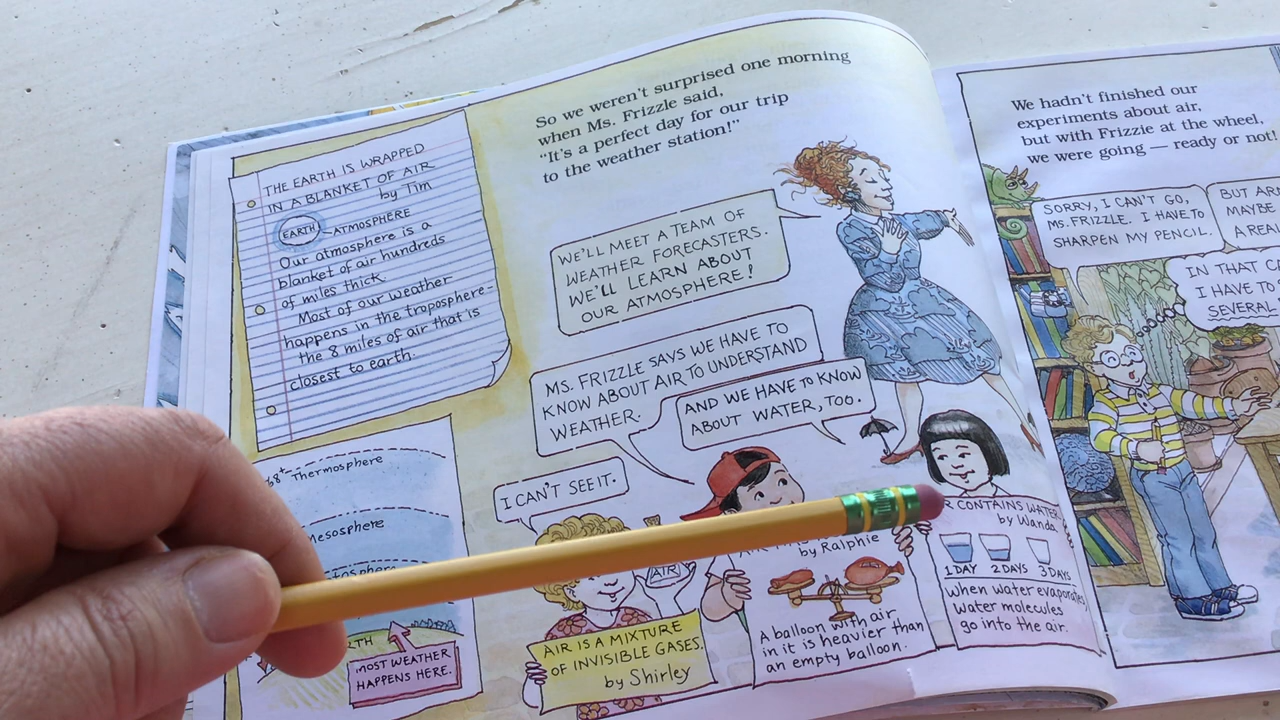 So we weren't surprised one morning
when Ms. Frizzle said,
"It's a perfect day for our trip
to the weather station!"
THE EARTH IS WRAPPED
IN A BLANKET OF AIR
by Tim
EARTH
ATMOSPHERE
Our atmosphere is a
blanket of air hundreds
of miles thick.
Most of our weather
happens in the troposphere—
the 8 miles of air that is
closest to earth.
WE'LL MEET A TEAM OF
WEATHER FORECASTERS.
WE'LL LEARN ABOUT
OUR ATMOSPHERE!
MS. FRIZZLE SAYS WE HAVE TO
KNOW ABOUT AIR TO UNDERSTAND
WEATHER.
AND WE HAVE TO KNOW
ABOUT WATER, TOO.
I CAN'T SEE IT.
Thermosphere
mesosphere
MOST WEATHER
HAPPENS HERE.
AIR
AIR IS A MIXTURE
OF INVISIBLE GASES.
by Shirley
by Ralphie
A balloon with air
in it is heavier than
an empty balloon.
CONTAINS WATER
by Wanda
1 DAY 2 DAYS 3 DAYS
When water evaporates,
water molecules
go into the air.
We hadn't finished our
experiments about air,
but with Frizzie at the wheel,
we were going — ready or not!
SORRY, I CAN'T GO,
MS. FRIZZLE. I HAVE TO
SHARPEN MY PENCIL.
BUT
MAYBE
IN THAT
I HAVE TO
SEVERAL